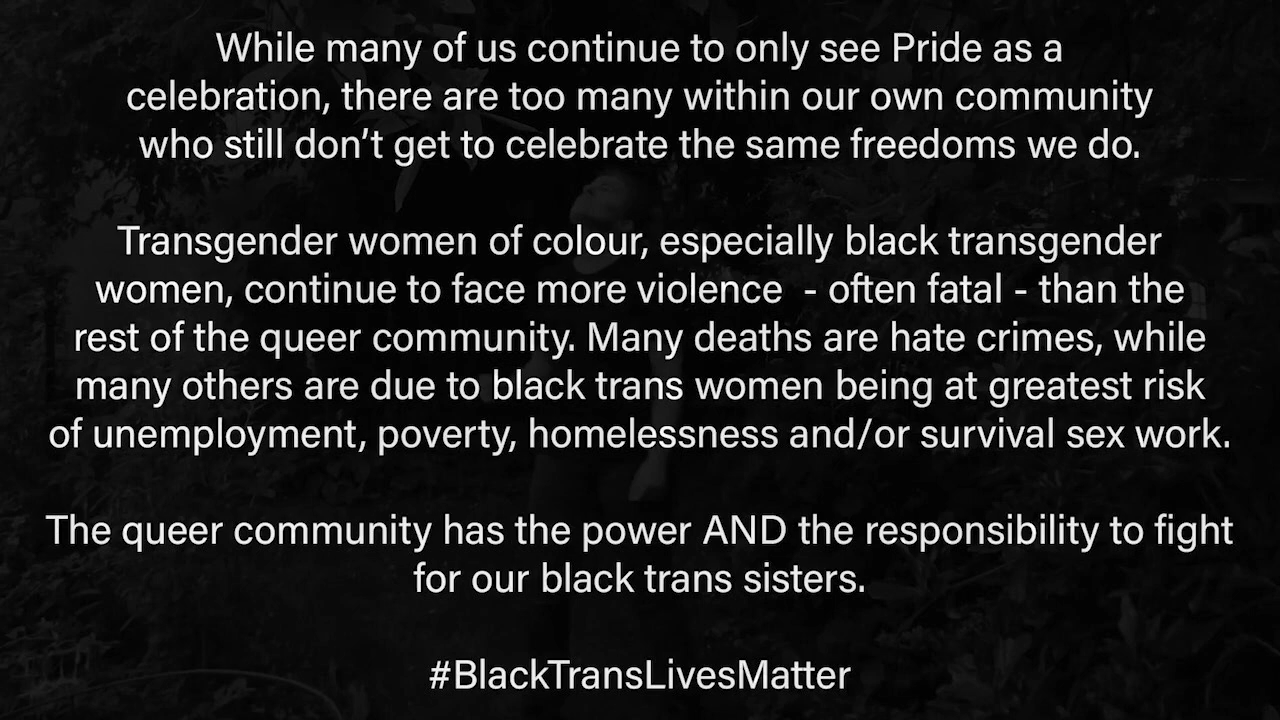 While many of us continue to only see Pride as a
celebration, there are too many within our own community
who still don’t get to celebrate the same freedoms we do.
Transgender women of colour, especially black transgender
women, continue to face more violence  - often fatal - than the
rest of the queer community. Many deaths are hate crimes, while
many others are due to black trans women being at greatest risk
of unemployment, poverty, homelessness and/or survival sex work.
The queer community has the power AND the responsibility to fight
for our black trans sisters.
#BlackTransLivesMatter